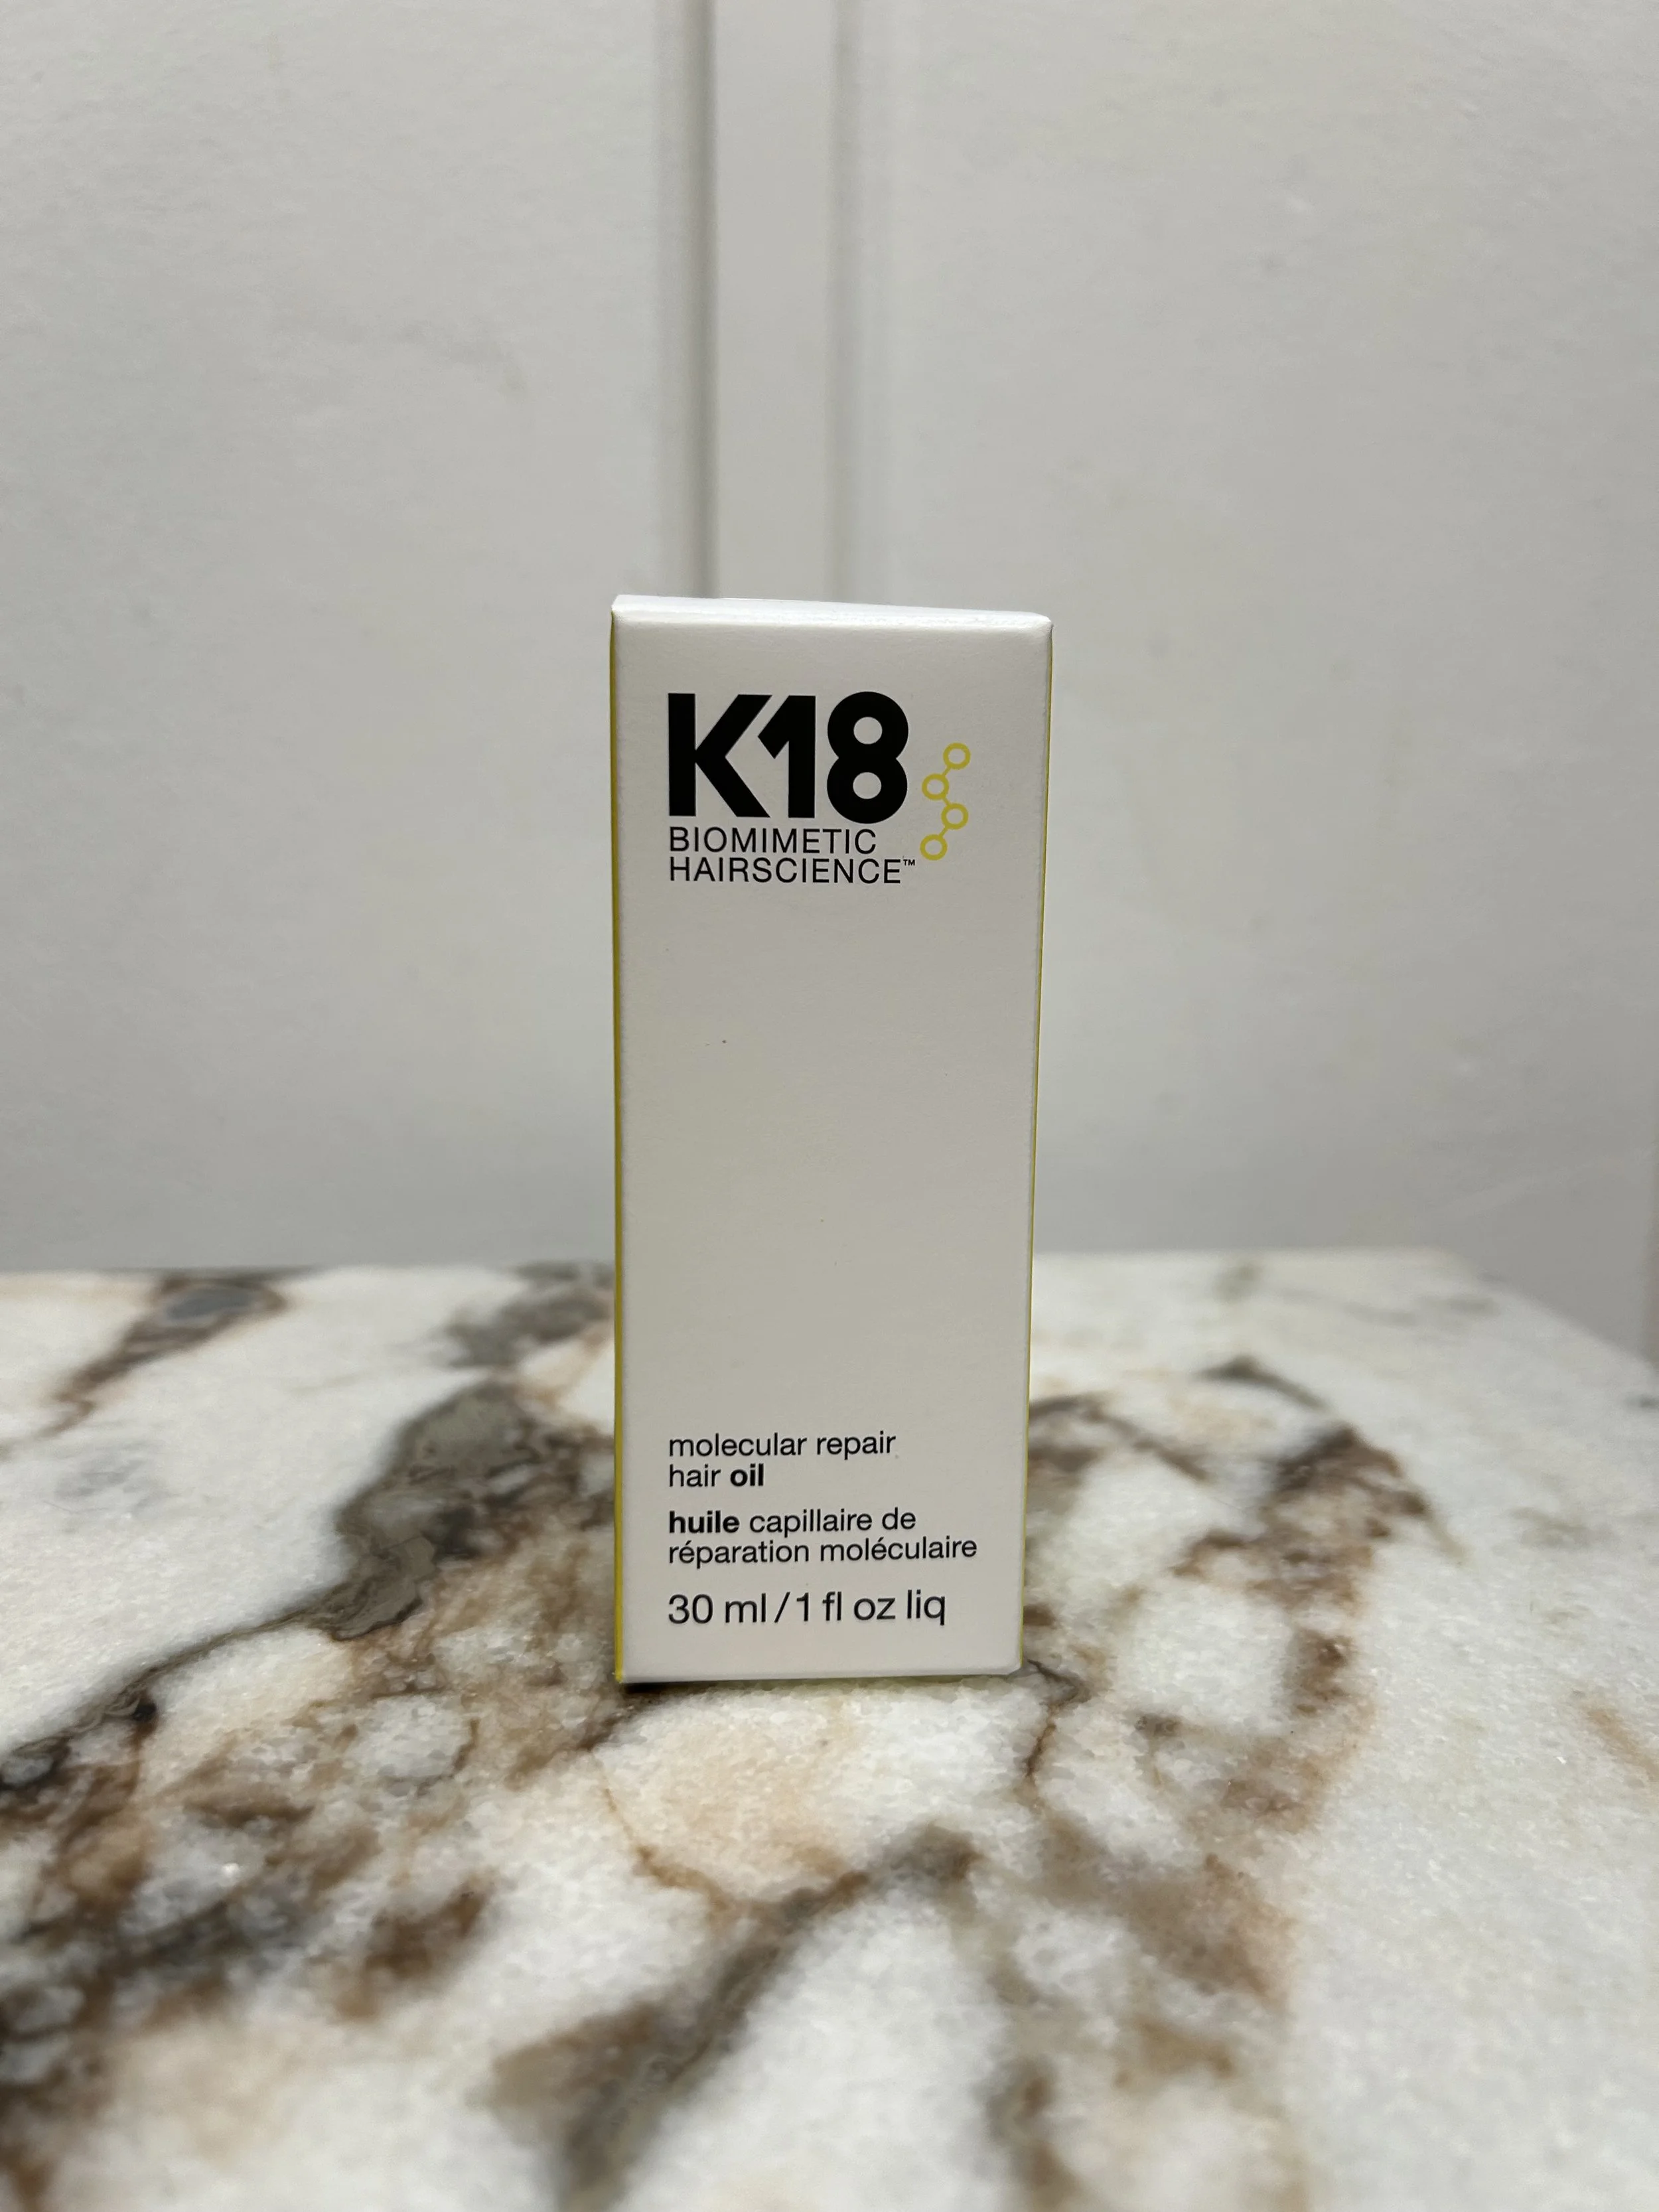 K18
BIOMIMETIC
HAIRSCIENCE™
molecular repair
hair oil
huile capillaire de
réparation moléculaire
30 ml / 1 fl oz liq